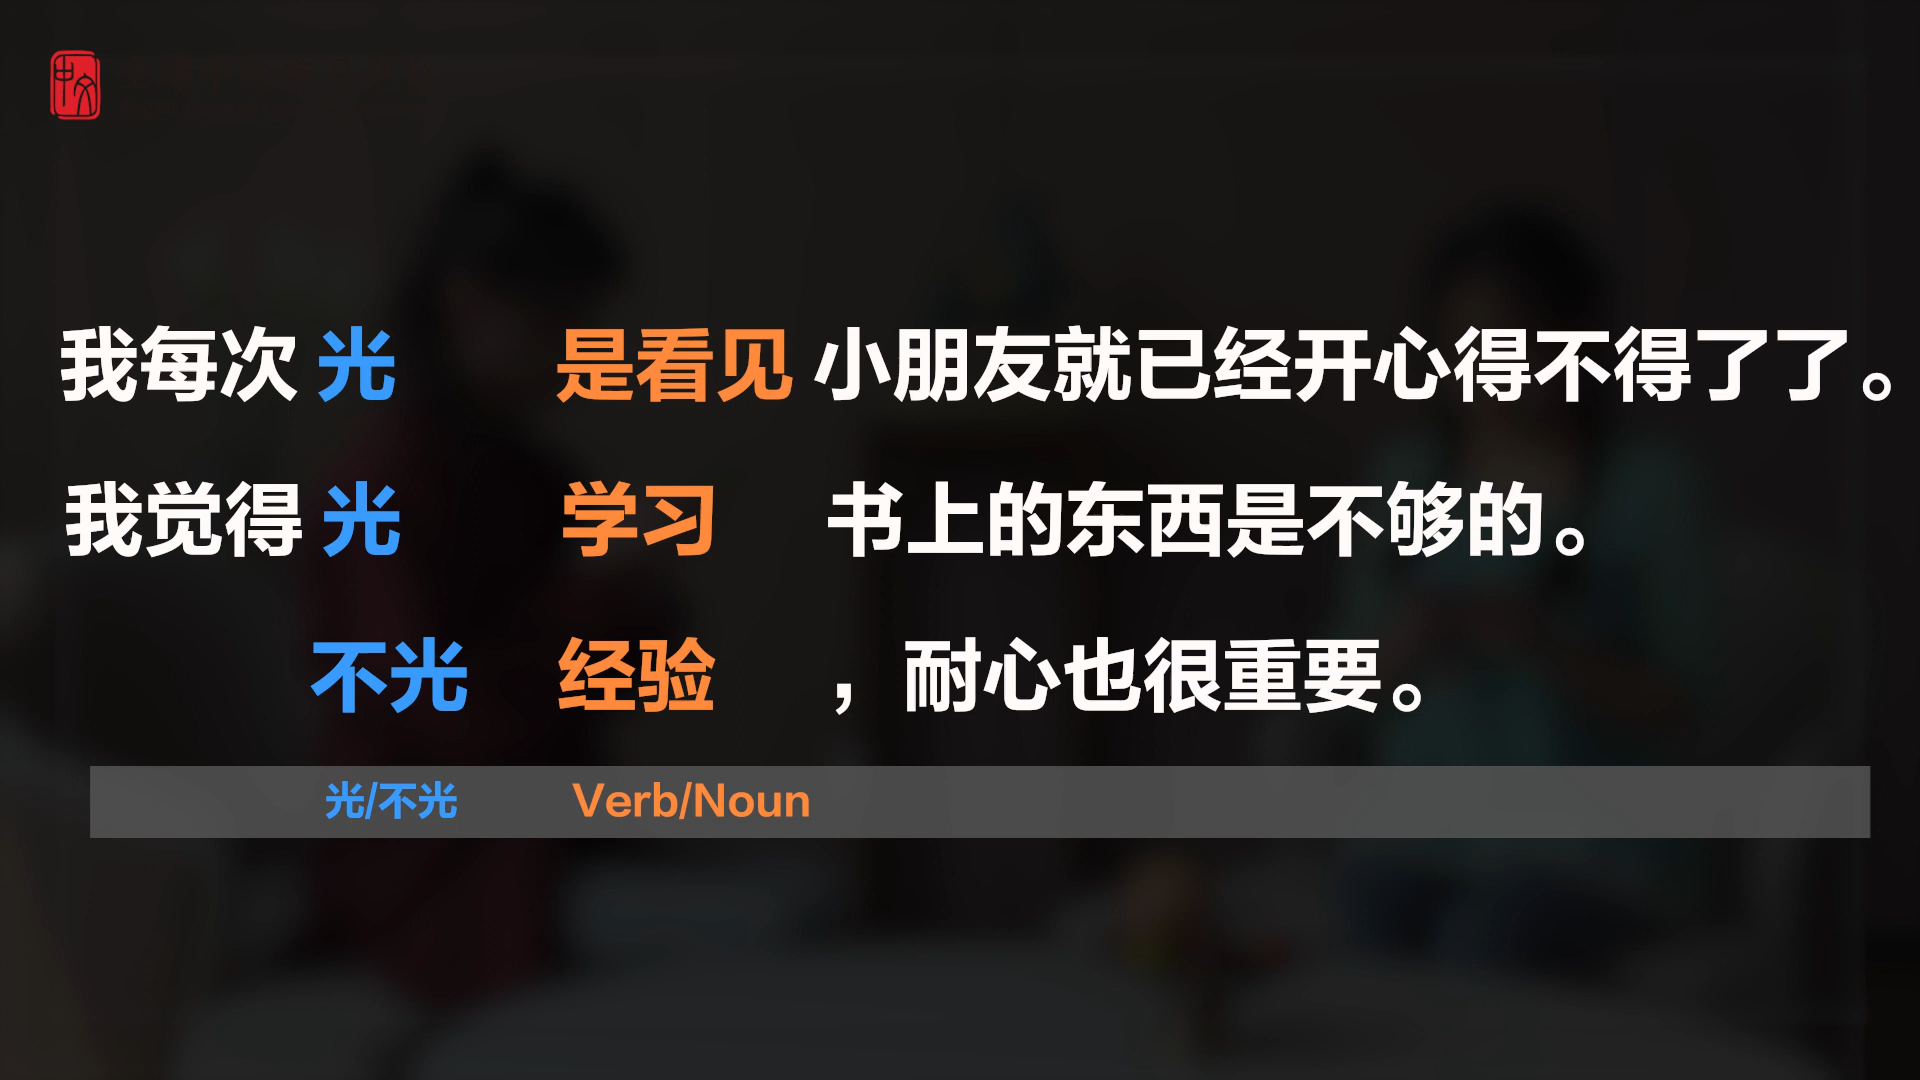 中文
我每次 光 是看见 小朋友就已经开心得不得了了。
我觉得 光 学习 书上的东西是不够的。
不光 经验 ，耐心也很重要。
光/不光 Verb/Noun